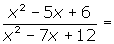 x² − 5x + 6
───────── =
x² − 7x + 12